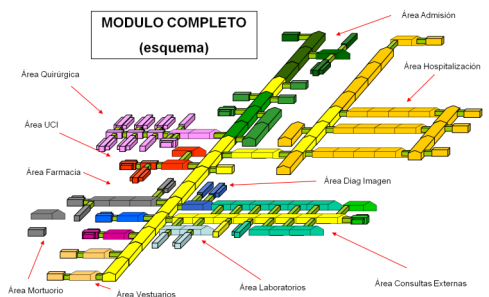 MODULO COMPLETO
(esquema)
Área Admisión
Área Hospitalización
Área Quirúrgica
Área UCI
Área Farmacia
Área Diag Imagen
Área Mortuorio
Área Vestuarios
Área Laboratorios
Área Consultas Externas